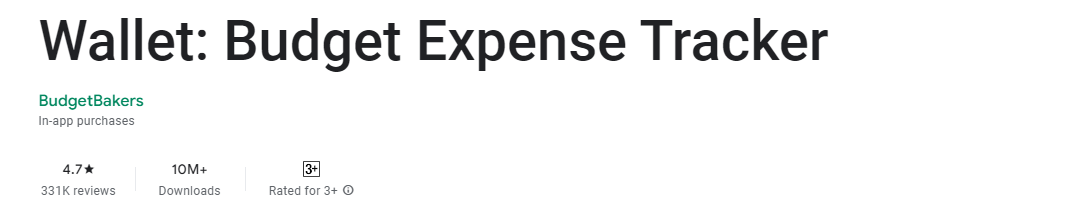 Wallet: Budget Expense Tracker
BudgetBakers
In-app purchases
4.7★ 10M+ 3+
331K reviews Downloads Rated for 3+ ⓘ